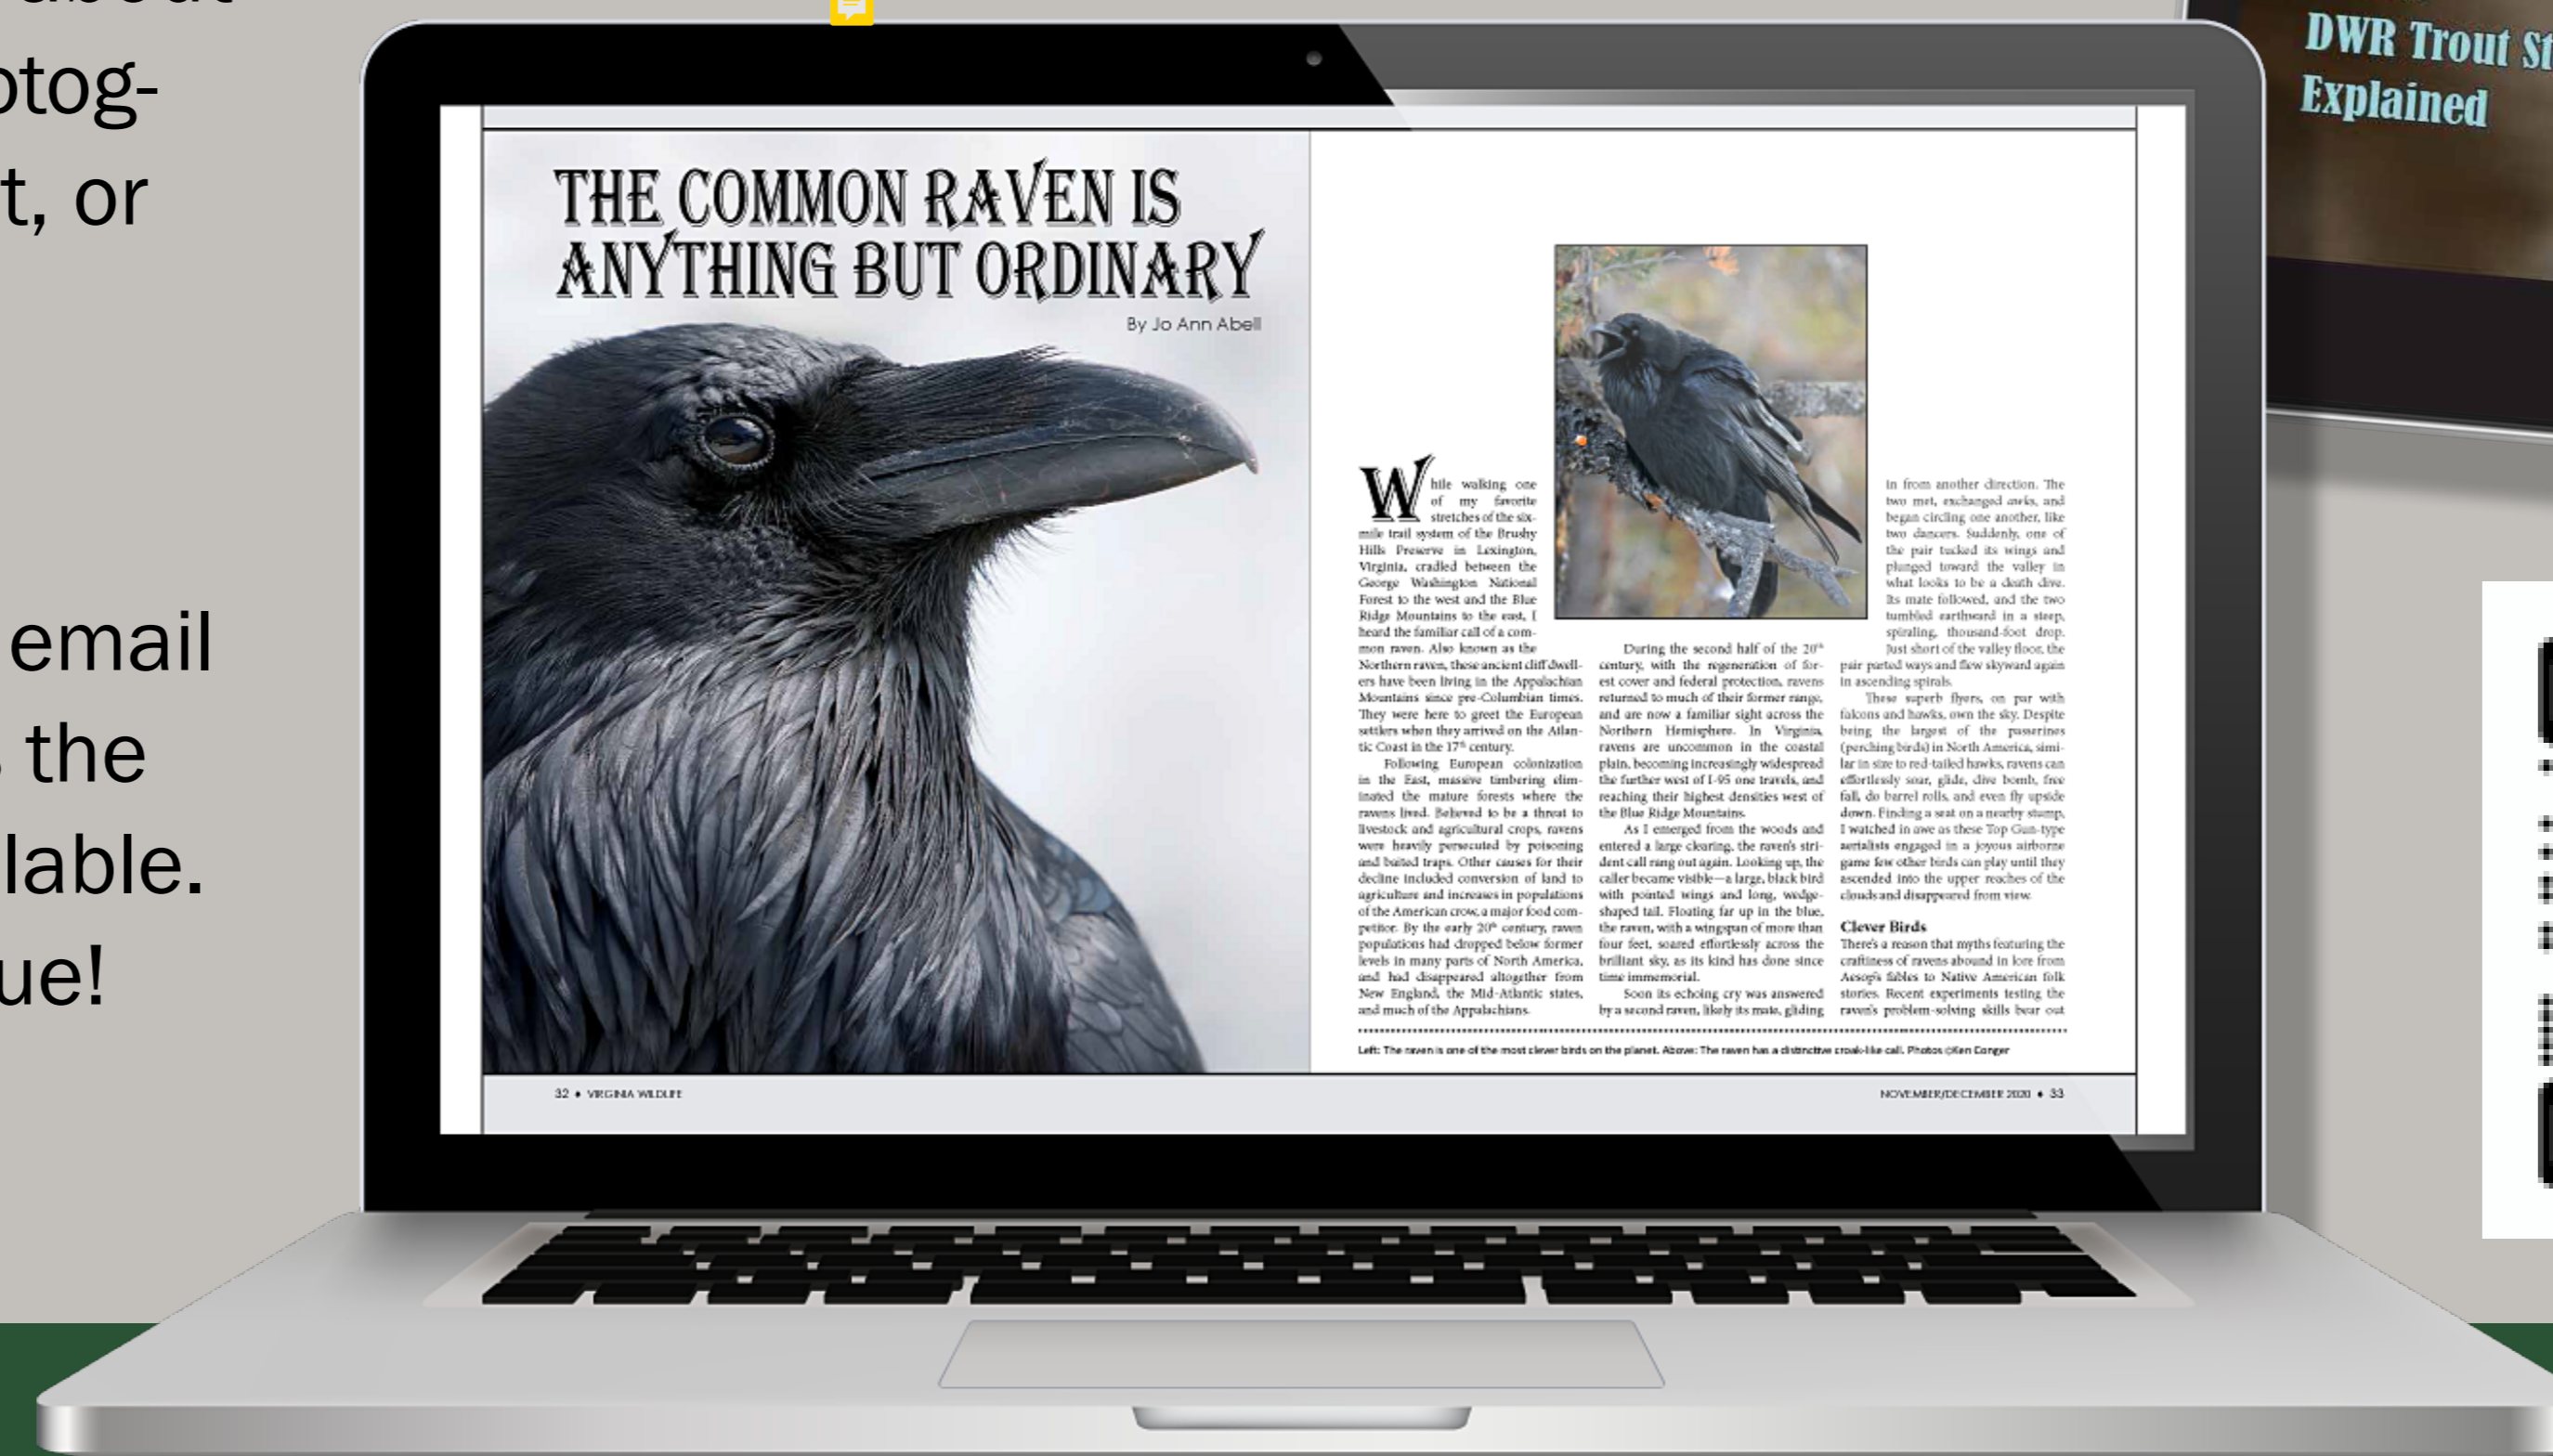 about
otog-
t, or
email
the
lable.
ue!
DWR Trout St
Explained
THE COMMON RAVEN IS
ANYTHING BUT ORDINARY
By Jo Ann Abell
While walking one
of my favorite
stretches of the six-
mile trail system of the Brushy
Hills Preserve in Lexington,
Virginia, cradled between the
George Washington National
Forest to the west and the Blue
Ridge Mountains to the east, I
heard the familiar call of a com-
mon raven. Also known as the
Northern raven, these ancient cliff dwell-
ers have been living in the Appalachian
Mountains since pre-Columbian times.
They were here to greet the European
settlers when they arrived on the Atlan-
tic Coast in the 17th century.
Following European colonization
in the East, massive timbering elim-
inated the mature forests where the
ravens lived. Believed to be a threat to
livestock and agricultural crops, ravens
were heavily persecuted by poisoning
and baited traps. Other causes for their
decline included conversion of land to
agriculture and increases in populations
of the American crow, a major food com-
petitor. By the early 20th century, raven
populations had dropped below former
levels in many parts of North America,
and had disappeared altogether from
New England, the Mid-Atlantic states,
and much of the Appalachians.
During the second half of the 20th
century, with the regeneration of for-
est cover and federal protection, ravens
returned to much of their former range,
and are now a familiar sight across the
Northern Hemisphere. In Virginia,
ravens are uncommon in the coastal
plain, becoming increasingly widespread
the further west of I-95 one travels, and
reaching their highest densities west of
the Blue Ridge Mountains.
As I emerged from the woods and
entered a large clearing, the raven's stri-
dent call rang out again. Looking up, the
caller became visible—a large, black bird
with pointed wings and long, wedge-
shaped tail. Floating far up in the blue,
the raven, with a wingspan of more than
four feet, soared effortlessly across the
brilliant sky, as its kind has done since
time immemorial.
Soon its echoing cry was answered
by a second raven, likely its mate, gliding
in from another direction. The
two met, exchanged awks, and
began circling one another, like
two dancers. Suddenly, one of
the pair tucked its wings and
plunged toward the valley in
what looks to be a death dive.
Its mate followed, and the two
tumbled earthward in a steep,
spiraling, thousand-foot drop.
Just short of the valley floor, the
pair parted ways and flew skyward again
in ascending spirals.
These superb flyers, on par with
falcons and hawks, own the sky. Despite
being the largest of the passerines
(perching birds) in North America, simi-
lar in size to red-tailed hawks, ravens can
effortlessly soar, glide, dive bomb, free
fall, do barrel rolls, and even fly upside
down. Finding a seat on a nearby stump,
I watched in awe as these Top Gun-type
aerialists engaged in a joyous airborne
game few other birds can play until they
ascended into the upper reaches of the
clouds and disappeared from view.
Clever Birds
There's a reason that myths featuring the
craftiness of ravens abound in lore from
Aesop's fables to Native American folk
stories. Recent experiments testing the
raven's problem-solving skills bear out
Left: The raven is one of the most clever birds on the planet. Above: The raven has a distinctive croak-like call. Photos ©Ken Conger
32 ♦ VIRGINIA WILDLIFE
NOVEMBER/DECEMBER 2020 ♦ 33